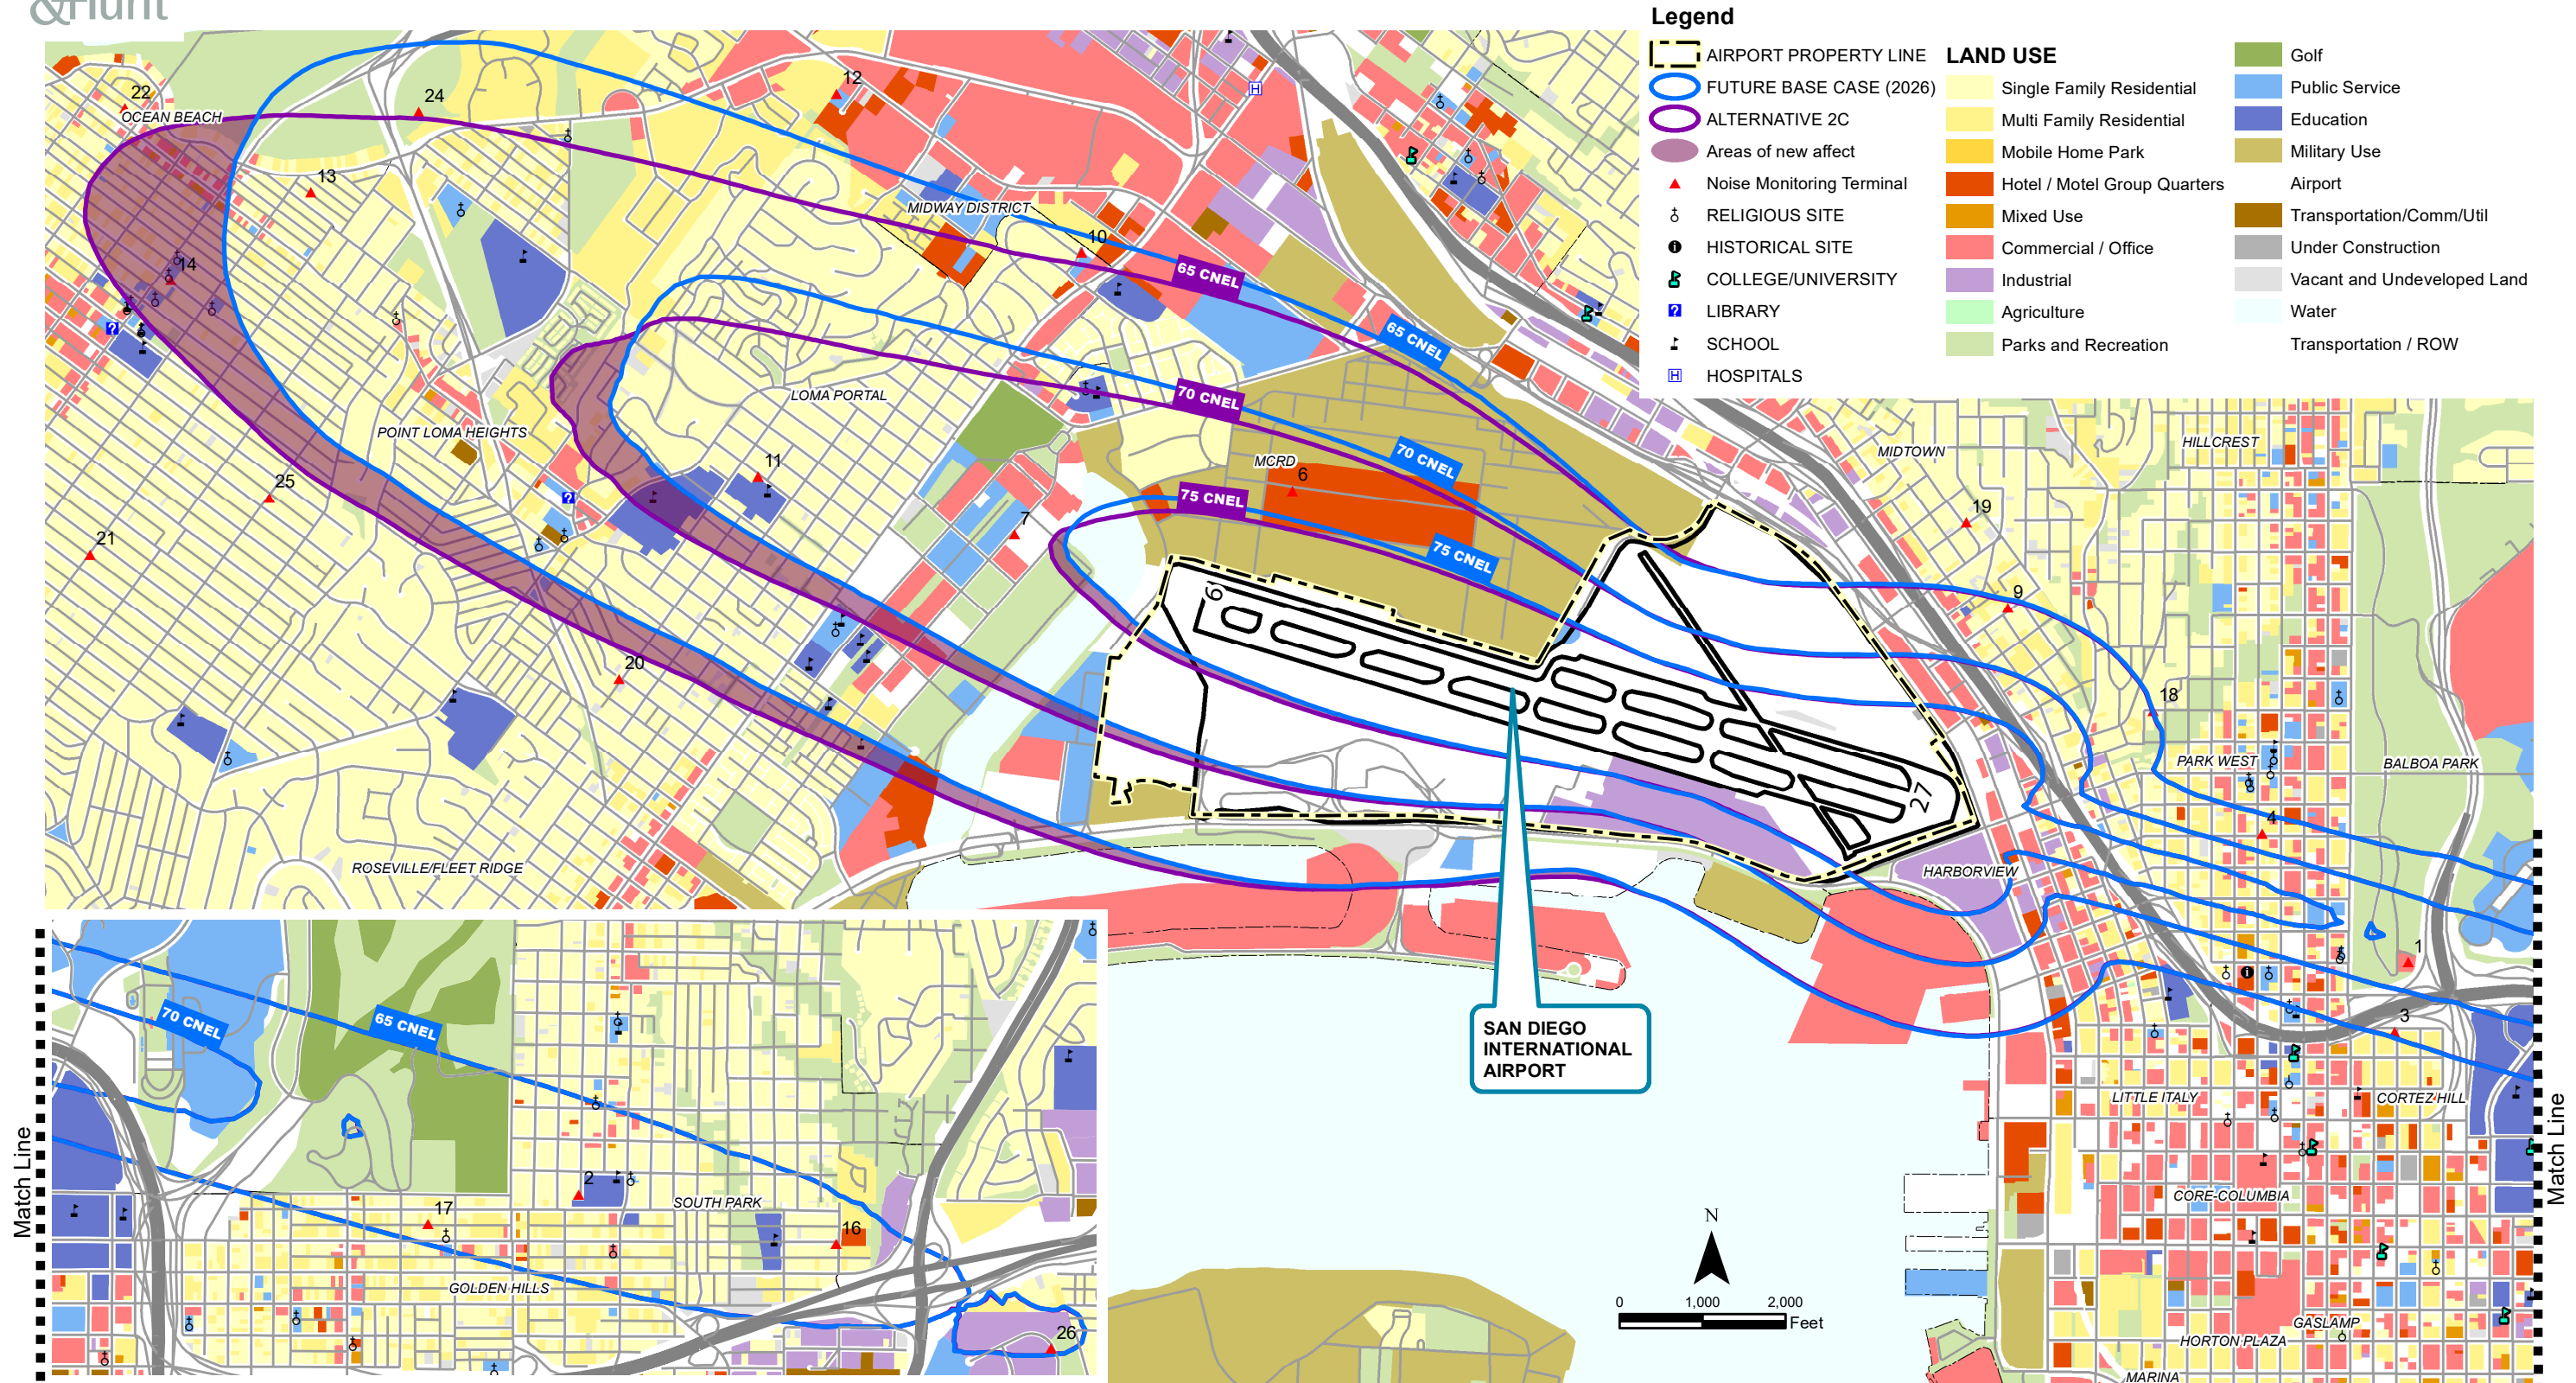 &Hunt
Legend
AIRPORT PROPERTY LINE
FUTURE BASE CASE (2026)
ALTERNATIVE 2C
Areas of new affect
Noise Monitoring Terminal
RELIGIOUS SITE
HISTORICAL SITE
COLLEGE/UNIVERSITY
LIBRARY
SCHOOL
HOSPITALS
LAND USE
Single Family Residential
Multi Family Residential
Mobile Home Park
Hotel / Motel Group Quarters
Mixed Use
Commercial / Office
Industrial
Agriculture
Parks and Recreation
Golf
Public Service
Education
Military Use
Airport
Transportation/Comm/Util
Under Construction
Vacant and Undeveloped Land
Water
Transportation / ROW
22
OCEAN BEACH
24
12
13
MIDWAY DISTRICT
10
14
65 CNEL
65 CNEL
LOMA PORTAL
70 CNEL
POINT LOMA HEIGHTS
MIDTOWN
HILLCREST
70 CNEL
MCRD
6
11
25
75 CNEL
19
7
21
75 CNEL
9
9
20
18
PARK WEST
BALBOA PARK
27
4
ROSEVILLE/FLEET RIDGE
HARBORVIEW
1
3
70 CNEL
65 CNEL
SAN DIEGO
INTERNATIONAL
AIRPORT
LITTLE ITALY
CORTEZ HILL
Match Line
Match Line
2
SOUTH PARK
17
16
CORE-COLUMBIA
N
GOLDEN HILLS
0 1,000 2,000
Feet
26
GASLAMP
HORTON PLAZA
MARINA